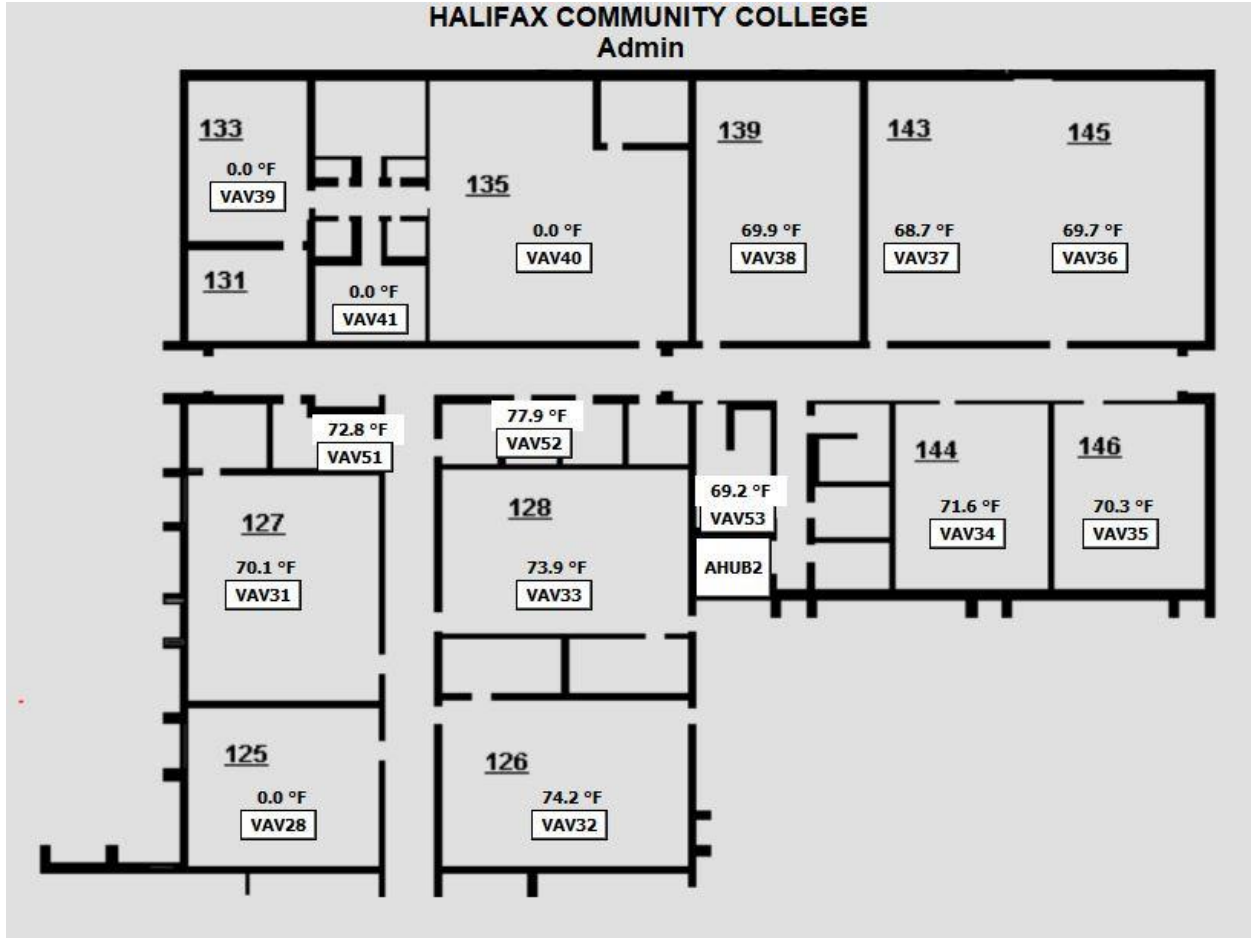 HALIFAX COMMUNITY COLLEGE
Admin
133
0.0 °F
VAV39
131
0.0 °F
VAV41
135
0.0 °F
VAV40
139
69.9 °F
VAV38
143
68.7 °F
VAV37
145
69.7 °F
VAV36
72.8 °F
VAV51
77.9 °F
VAV52
69.2 °F
VAV53
AHUB2
144
71.6 °F
VAV34
146
70.3 °F
VAV35
127
70.1 °F
VAV31
128
73.9 °F
VAV33
125
0.0 °F
VAV28
126
74.2 °F
VAV32